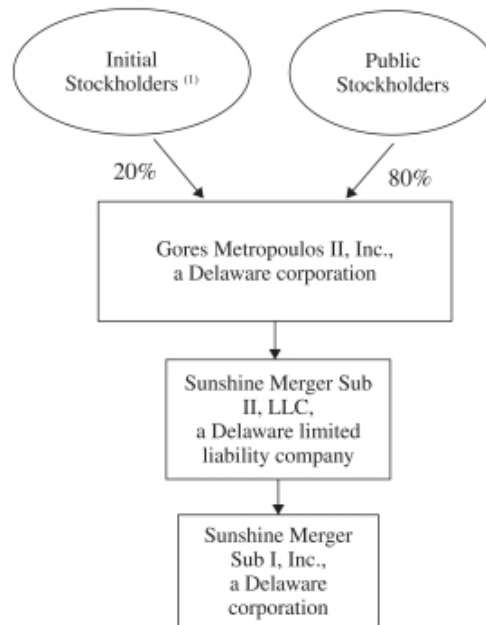 Initial
Stockholders (1)
Public
Stockholders
20%
80%
Gores Metropoulos II, Inc.,
a Delaware corporation
Sunshine Merger Sub
II, LLC,
a Delaware limited
liability company
Sunshine Merger
Sub I, Inc.,
a Delaware
corporation